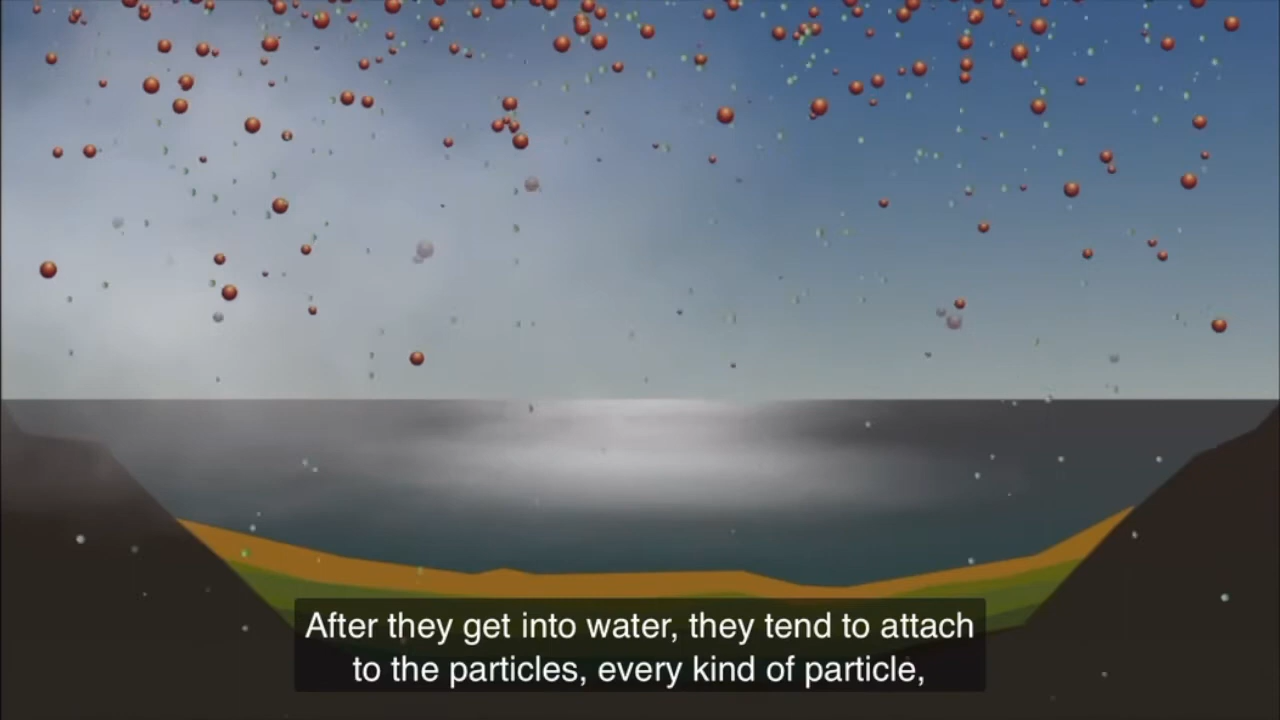 After they get into water, they tend to attach
to the particles, every kind of particle,